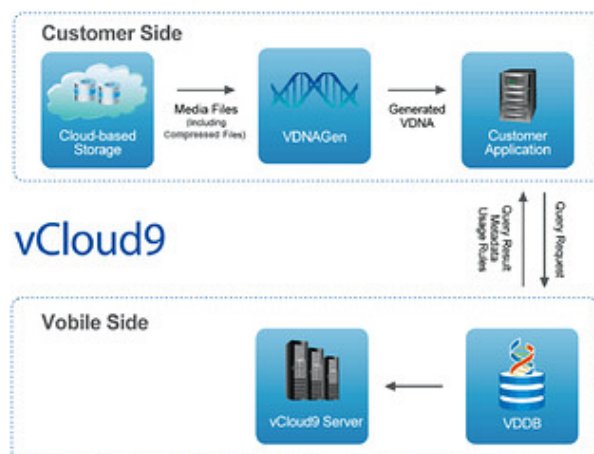 Customer Side
Cloud-based
Storage
Media Files
(Including
Compressed Files)
VDNAGen
Generated
VDNA
Customer
Application
vCloud9
Query Result
Metadata
Usage Rules
Query Request
Vobile Side
vCloud9 Server
VDDB